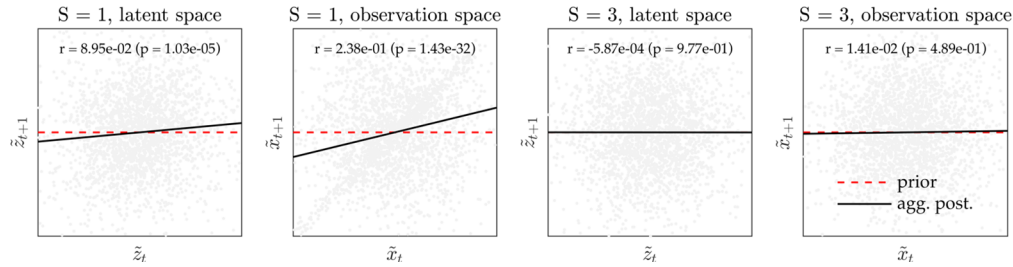 S = 1, latent space
r = 8.95e-02 (p = 1.03e-05)
z̃t+1
z̃t
S = 1, observation space
r = 2.38e-01 (p = 1.43e-32)
x̃t+1
x̃t
S = 3, latent space
r = -5.87e-04 (p = 9.77e-01)
z̃t+1
z̃t
S = 3, observation space
r = 1.41e-02 (p = 4.89e-01)
x̃t+1
prior
agg. post.
x̃t